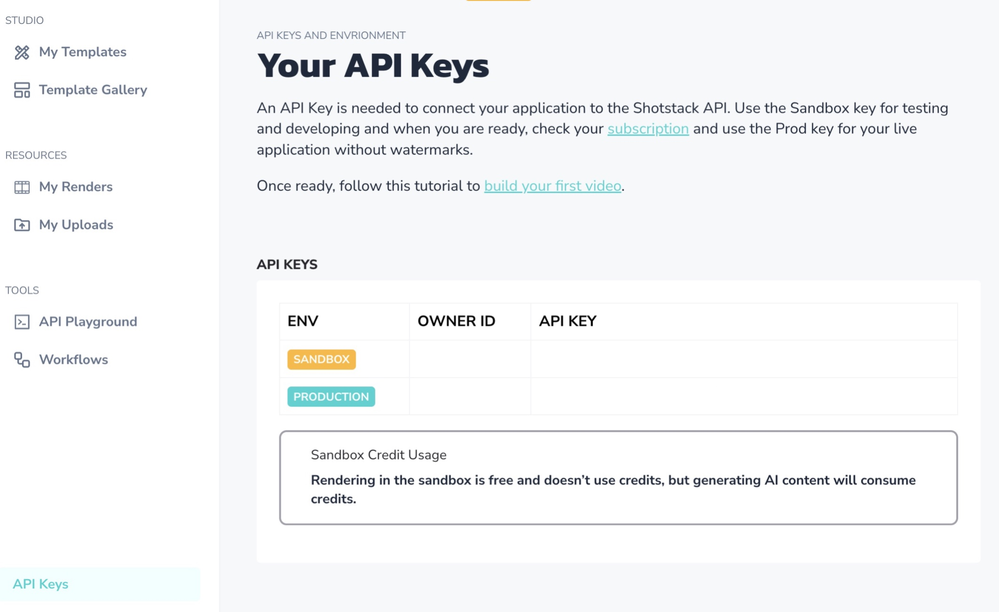 STUDIO
My Templates
Template Gallery
RESOURCES
My Renders
My Uploads
TOOLS
API Playground
Workflows
API Keys
API KEYS AND ENVRIONMENT
Your API Keys
An API Key is needed to connect your application to the Shotstack API. Use the Sandbox key for testing
and developing and when you are ready, check your subscription and use the Prod key for your live
application without watermarks.
Once ready, follow this tutorial to build your first video.
API KEYS
ENV OWNER ID API KEY
SANDBOX
PRODUCTION
Sandbox Credit Usage
Rendering in the sandbox is free and doesn’t use credits, but generating AI content will consume
credits.